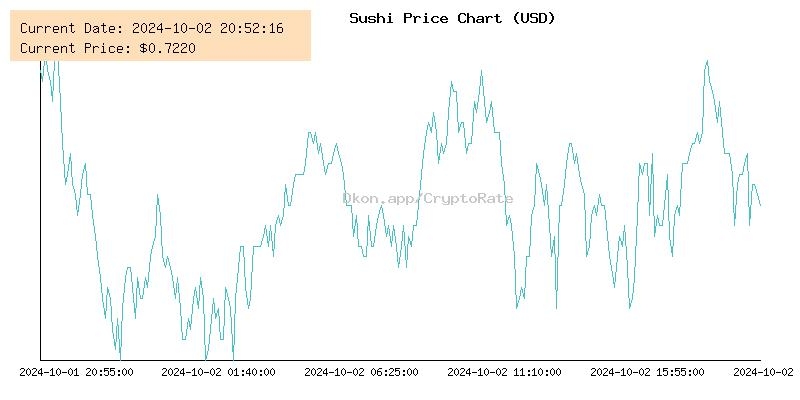 Sushi Price Chart (USD)
Current Date: 2024-10-02 20:52:16
Current Price: $0.7220
Dkon.app/CryptoRate
2024-10-01 20:55:00 2024-10-02 01:40:00 2024-10-02 06:25:00 2024-10-02 11:10:00 2024-10-02 15:55:00 2024-10-02